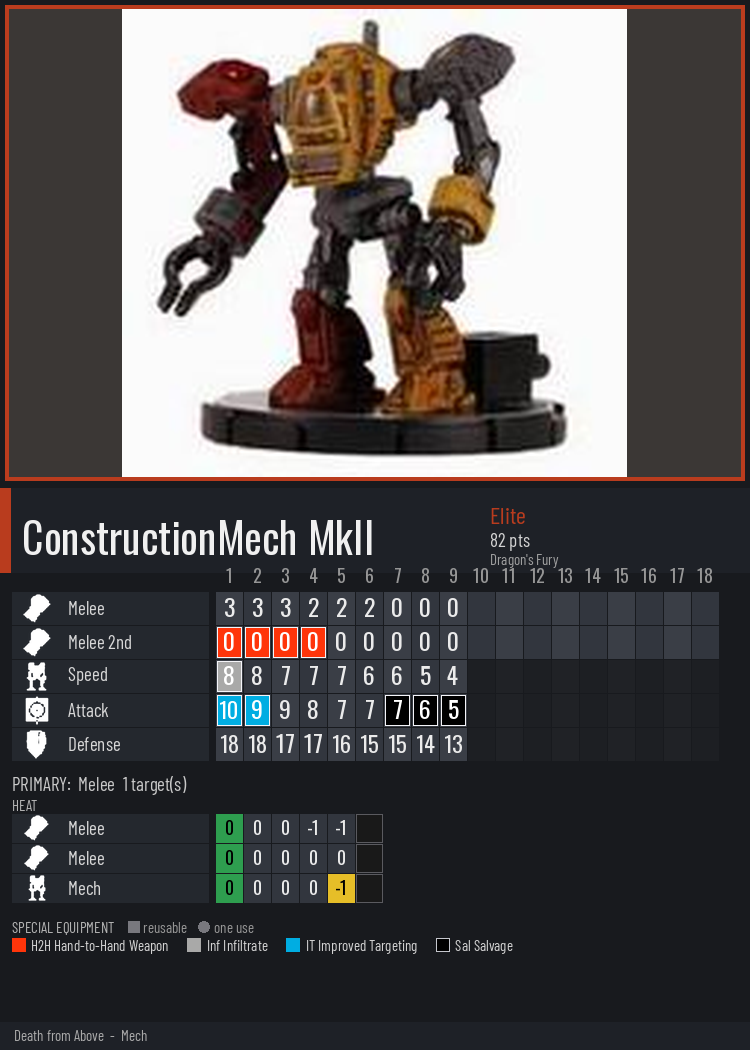 ConstructionMech MkII
Elite
82 pts
Dragon's Fury
1 2 3 4 5 6 7 8 9 10 11 12 13 14 15 16 17 18
Melee 3 3 3 2 2 2 0 0 0
Melee 2nd 0 0 0 0 0 0 0 0 0
Speed 8 8 7 7 7 6 6 5 4
Attack 10 9 9 8 7 7 7 6 5
Defense 18 18 17 17 16 15 15 14 13
PRIMARY: Melee 1 target(s)
HEAT
Melee 0 0 0 -1 -1
Melee 0 0 0 0 0
Mech 0 0 0 0 -1
SPECIAL EQUIPMENT reusable one use
H2H Hand-to-Hand Weapon Inf Infiltrate IT Improved Targeting Sal Salvage
Death from Above - Mech